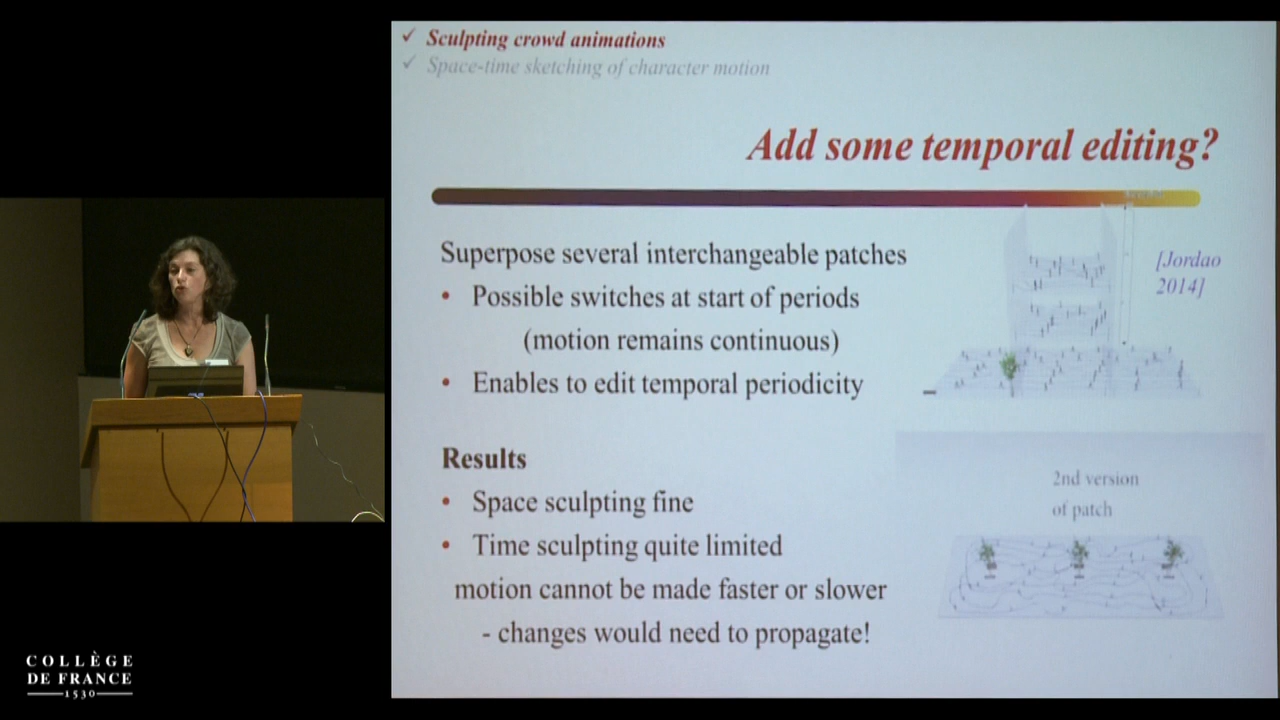 ✓ Sculpting crowd animations
✓ Space-time sketching of character motion
Add some temporal editing?
Superpose several interchangeable patches
• Possible switches at start of periods
(motion remains continuous)
• Enables to edit temporal periodicity
[Jordao
2014]
Results
• Space sculpting fine
• Time sculpting quite limited
motion cannot be made faster or slower
- changes would need to propagate!
2nd version
of patch
COLLÈGE
DE FRANCE
1530